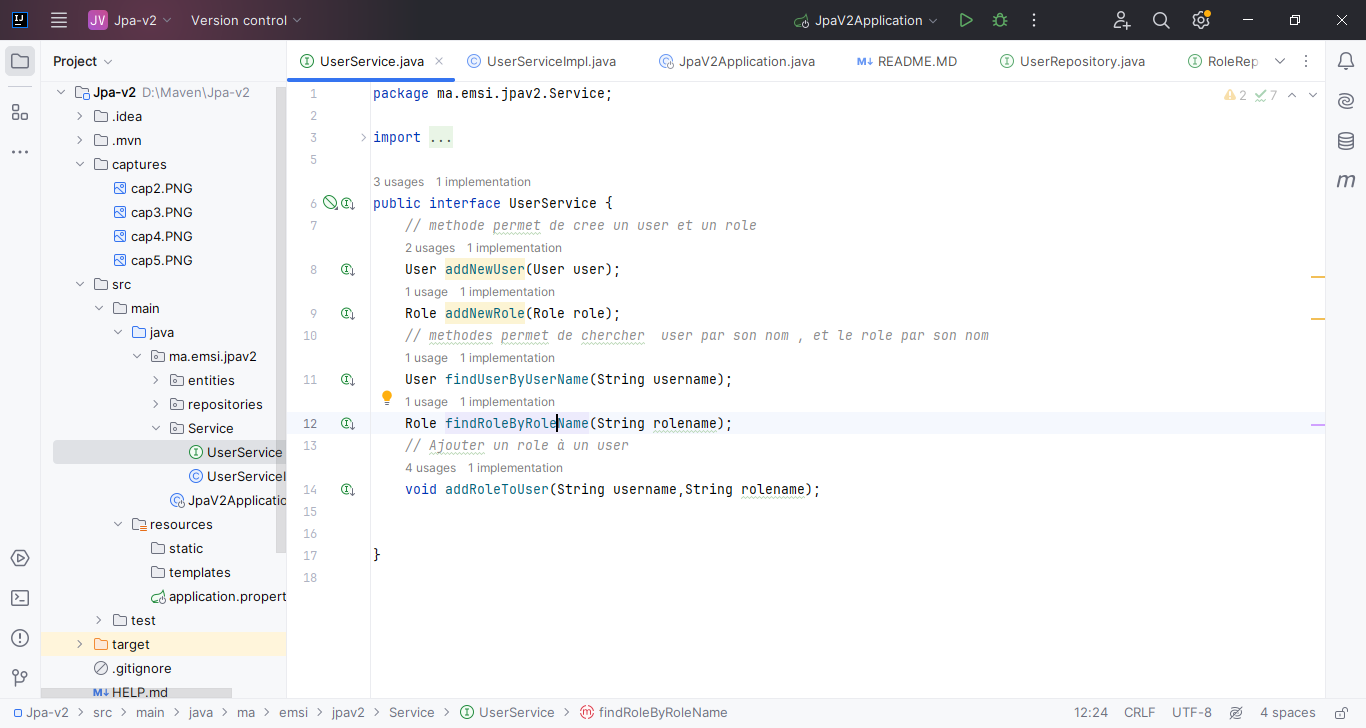 JV Jpa-v2 Version control JpaV2Application
Project
UserService.java UserServiceImpl.java JpaV2Application.java README.MD UserRepository.java RoleRep
Jpa-v2 D:\Maven\Jpa-v2
.idea
.mvn
captures
cap2.PNG
cap3.PNG
cap4.PNG
cap5.PNG
src
main
java
ma.emsi.jpav2
entities
repositories
Service
UserService
UserServiceI
JpaV2Applicatio
resources
static
templates
application.propert
test
target
.gitignore
HELP.md
2 7
1 package ma.emsi.jpav2.Service;
2
3 import ...
5
3 usages 1 implementation
6 public interface UserService {
7 // methode permet de cree un user et un role
2 usages 1 implementation
8 User addNewUser(User user);
1 usage 1 implementation
9 Role addNewRole(Role role);
10 // methodes permet de chercher  user par son nom , et le role par son nom
1 usage 1 implementation
11 User findUserByUserName(String username);
1 usage 1 implementation
12 Role findRoleByRoleName(String rolename);
13 // Ajouter un role à un user
4 usages 1 implementation
14 void addRoleToUser(String username,String rolename);
15
16
17 }
18
Jpa-v2 > src > main > java > ma > emsi > jpav2 > Service > UserService > findRoleByRoleName 12:24 CRLF UTF-8 4 spaces